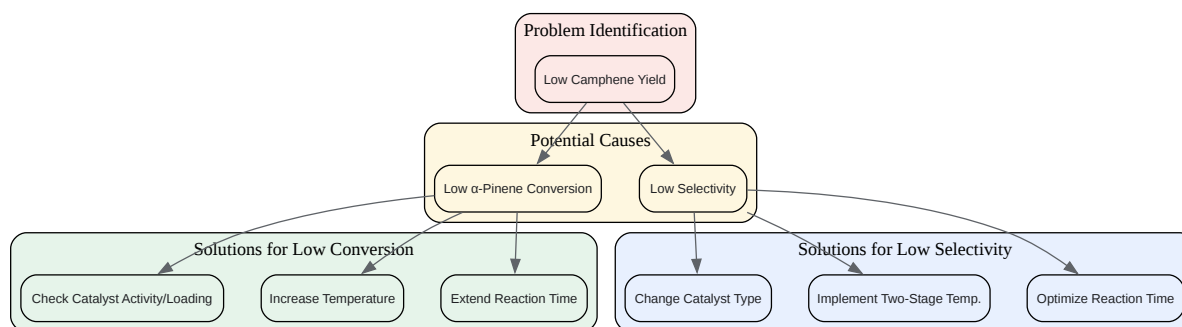 Problem Identification
Low Camphene Yield
Potential Causes
Low α-Pinene Conversion
Low Selectivity
Solutions for Low Conversion
Check Catalyst Activity/Loading
Increase Temperature
Extend Reaction Time
Solutions for Low Selectivity
Change Catalyst Type
Implement Two-Stage Temp.
Optimize Reaction Time